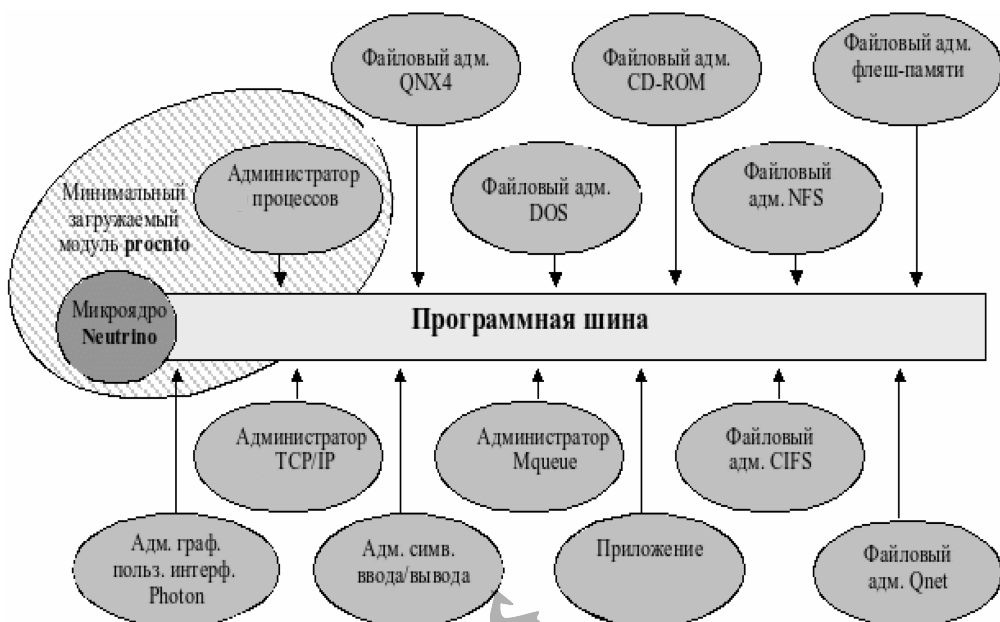 Файловый адм.
QNX4
Файловый адм.
CD-ROM
Файловый адм.
флеш-памяти
Минимальный
загружаемый
модуль procnto
Администратор
процессов
Файловый адм.
DOS
Файловый
адм. NFS
Микроядро
Neutrino
Программная шина
Администратор
TCP/IP
Администратор
Mqueue
Файловый
адм. CIFS
Адм. граф.
польз. интерф.
Photon
Адм. симв.
ввода/вывода
Приложение
Файловый
адм. Qnet